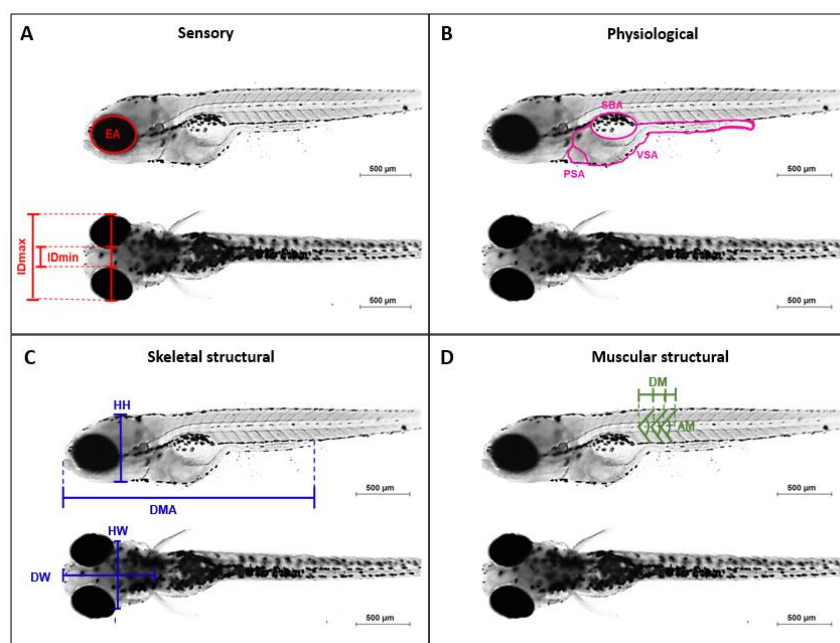 A
Sensory
EA
500 µm
IDmax
IDmin
500 µm
B
Physiological
SBA
VSA
PSA
500 µm
500 µm
C
Skeletal structural
HH
500 µm
DMA
HW
DW
500 µm
D
Muscular structural
DM
AM
500 µm
500 µm